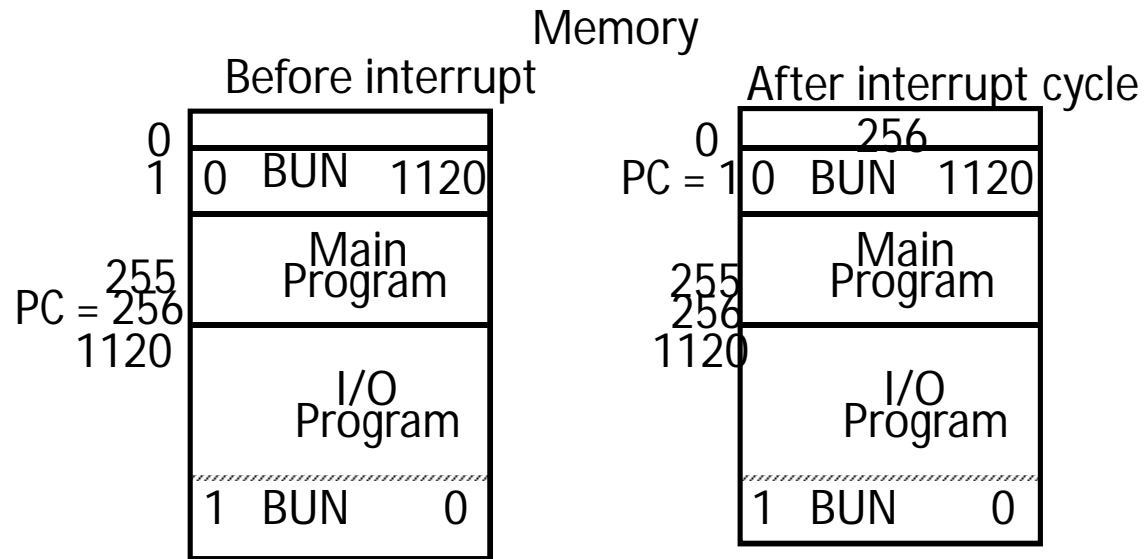 Memory
Before interrupt
0
1 0 BUN 1120
Main
255 Program
PC = 256
1120
I/O
Program
1 BUN 0
After interrupt cycle
0 256
PC = 1 0 BUN 1120
Main
255 Program
256
1120
I/O
Program
1 BUN 0